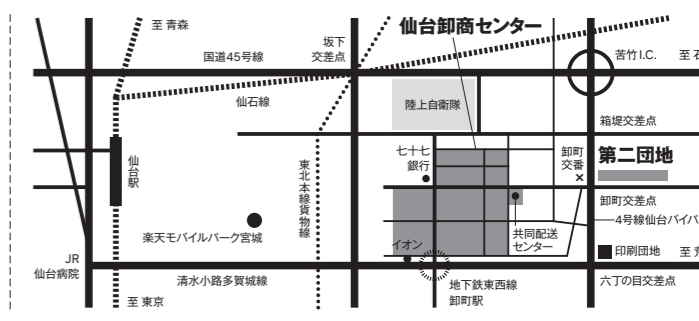 至 青森
国道45号線
坂下
交差点
仙台卸商センター
苦竹 I.C.
至
仙石線
陸上自衛隊
箱堤交差点
仙台駅
東北本線貨物線
七十七
銀行
卸町
交番
第二団地
卸町交差点
4号線仙台バイパ
楽天モバイルパーク宮城
イオン
共同配送
センター
印刷団地
至
JR
仙台病院
清水小路多賀城線
地下鉄東西線
卸町駅
六丁の目交差点
至 東京